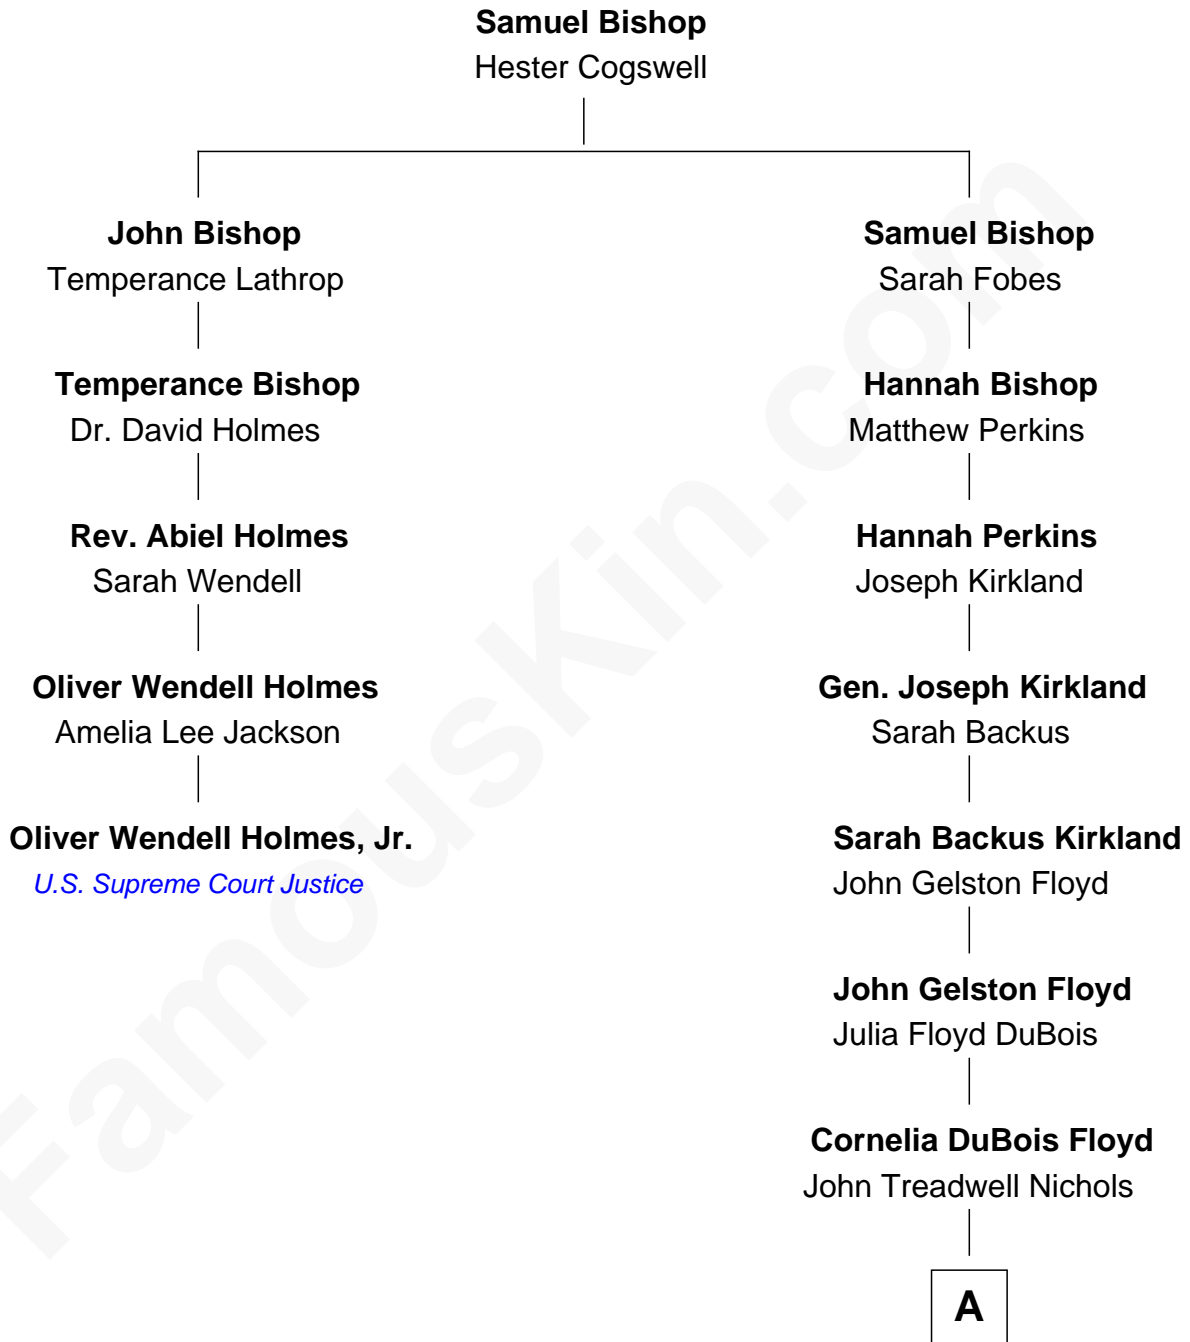 Samuel Bishop
Hester Cogswell
John Bishop
Temperance Lathrop
Samuel Bishop
Sarah Fobes
Temperance Bishop
Dr. David Holmes
Hannah Bishop
Matthew Perkins
Rev. Abiel Holmes
Sarah Wendell
Hannah Perkins
Joseph Kirkland
Oliver Wendell Holmes
Amelia Lee Jackson
Gen. Joseph Kirkland
Sarah Backus
Oliver Wendell Holmes, Jr.
U.S. Supreme Court Justice
Sarah Backus Kirkland
John Gelston Floyd
John Gelston Floyd
Julia Floyd DuBois
Cornelia DuBois Floyd
John Treadwell Nichols
A
FamousKin.com